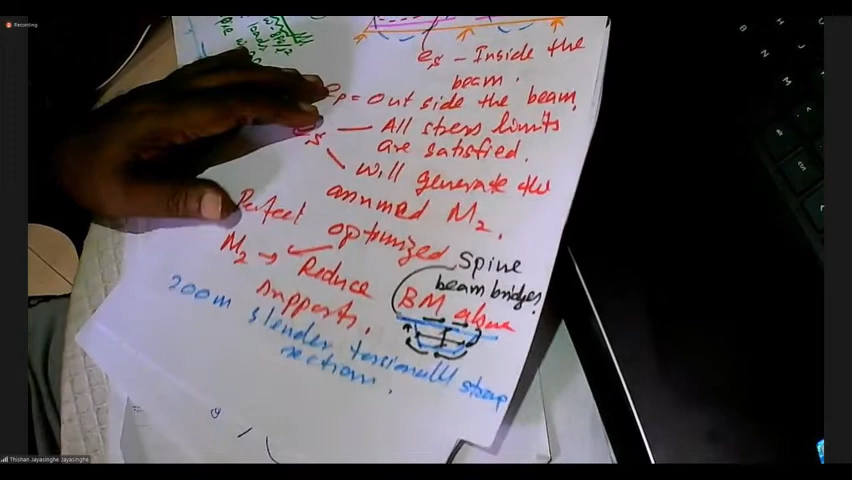 Recording
loads
es - Inside the
beam.
ep = out side the beam.
es — All stress limits
are satisfied.
will generate the
assumed M2.
Perfect optimized
M2 → Reduce
supports.
Spine
beam bridges.
BM above
200m slender torsionally strong
section.
Thishan Jayasinghe Jayasinghe